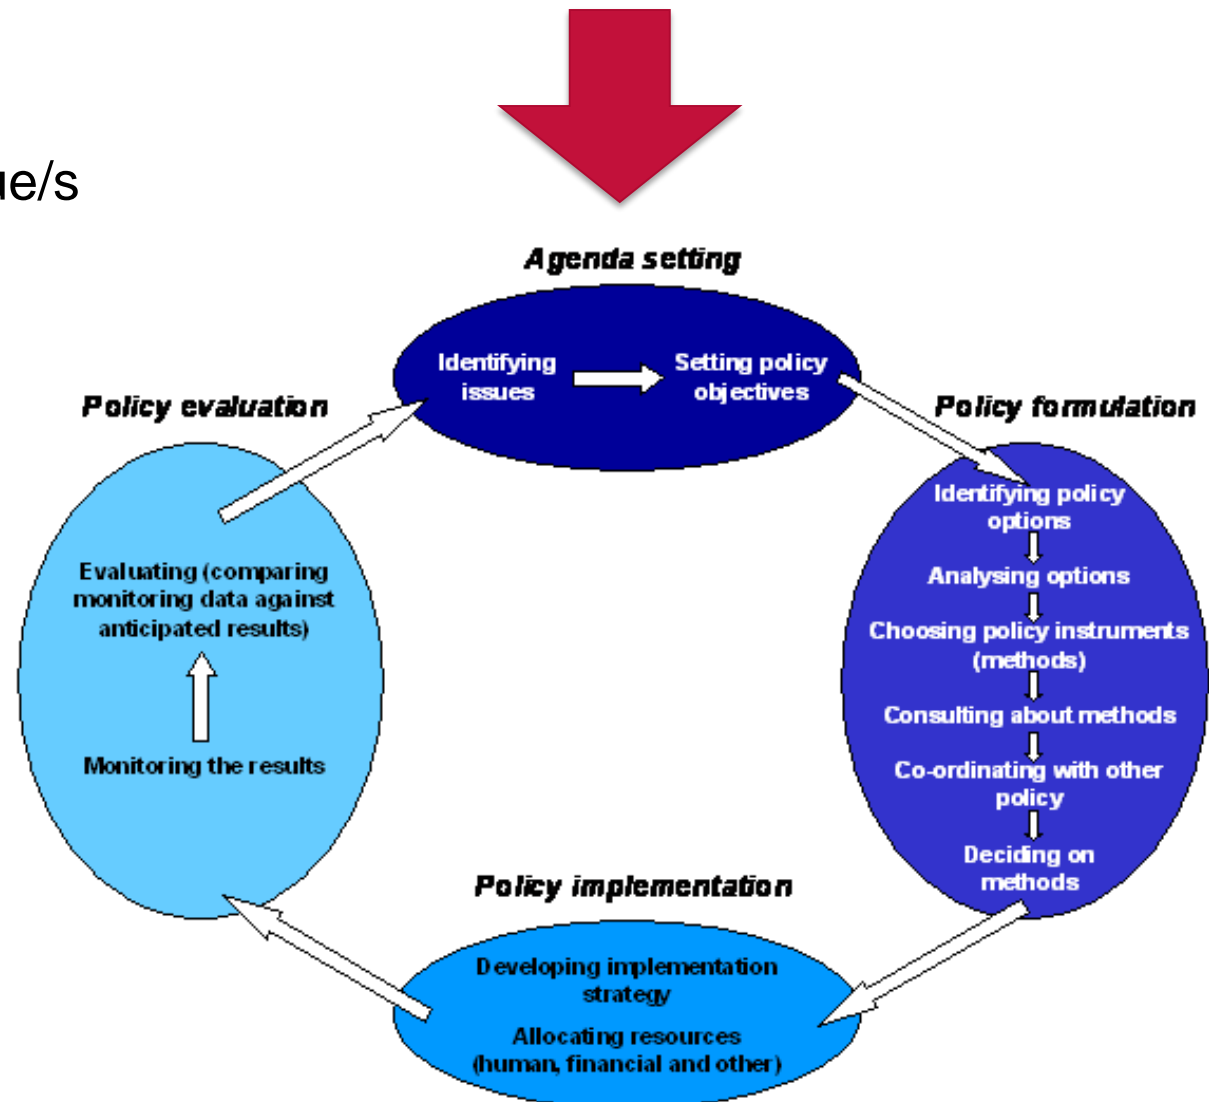 ue/s
Agenda setting
Identifying
issues
Setting policy
objectives
Policy evaluation
Policy formulation
Identifying policy
options
Analysing options
Choosing policy instruments
(methods)
Consulting about methods
Co-ordinating with other
policy
Deciding on
methods
Evaluating (comparing
monitoring data against
anticipated results)
Monitoring the results
Policy implementation
Developing implementation
strategy
Allocating resources
(human, financial and other)